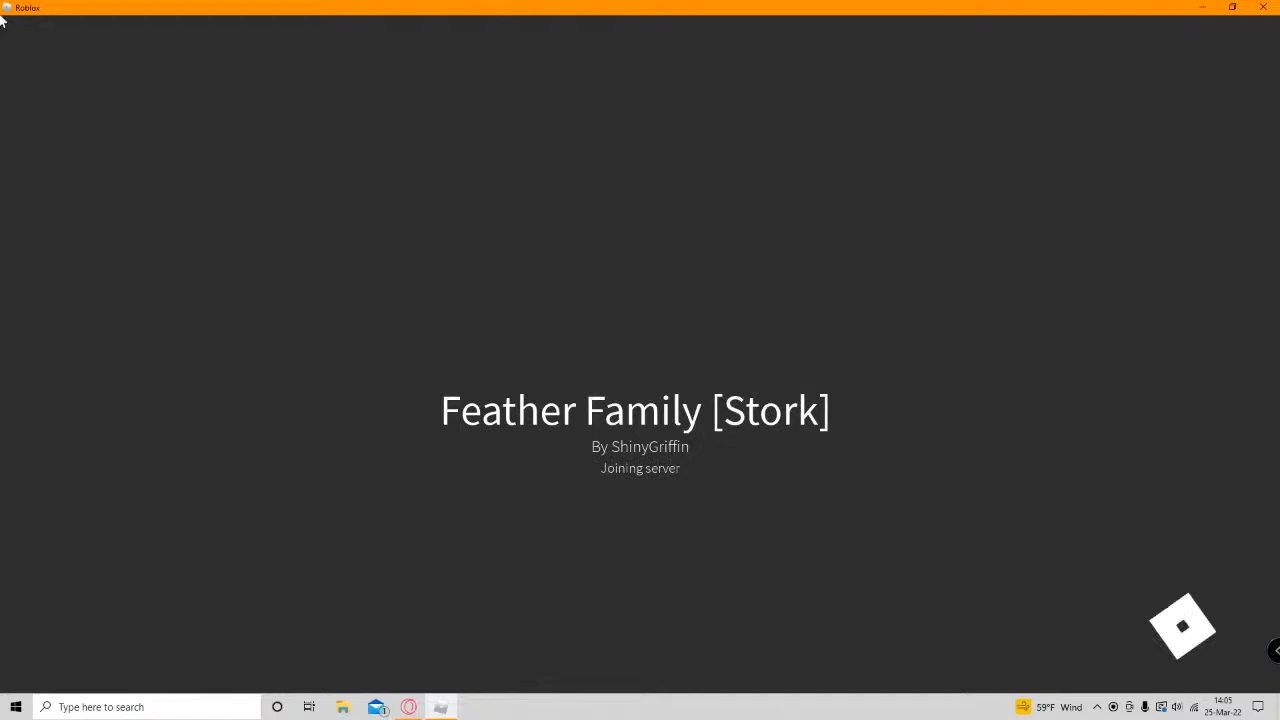 Roblox
Feather Family [Stork]
By ShinyGriffin
Joining server
Type here to search
1
59°F Wind
14:05
25-Mar-22